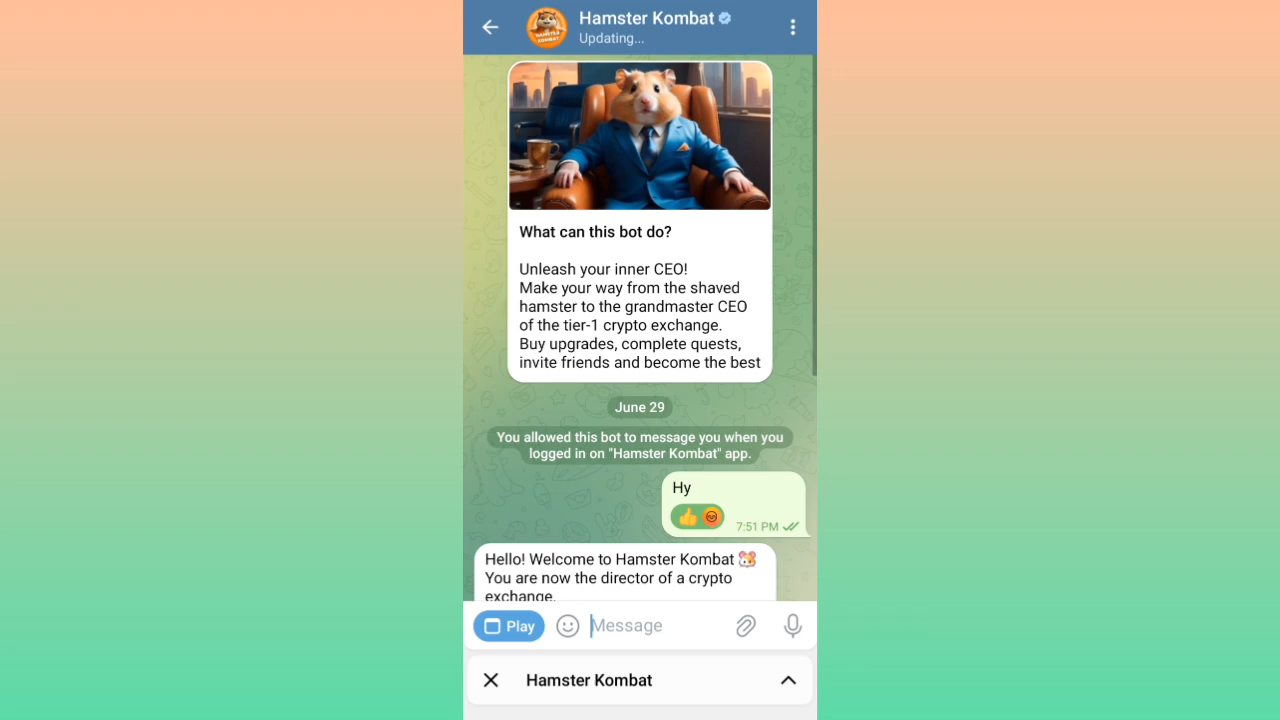 Hamster Kombat
Updating...
HAMSTER
KOMBAT
What can this bot do?
Unleash your inner CEO!
Make your way from the shaved
hamster to the grandmaster CEO
of the tier-1 crypto exchange.
Buy upgrades, complete quests,
invite friends and become the best
June 29
You allowed this bot to message you when you
logged in on "Hamster Kombat" app.
Hy
7:51 PM
Hello! Welcome to Hamster Kombat 🐹
You are now the director of a crypto
exchange.
Play
Message
Hamster Kombat